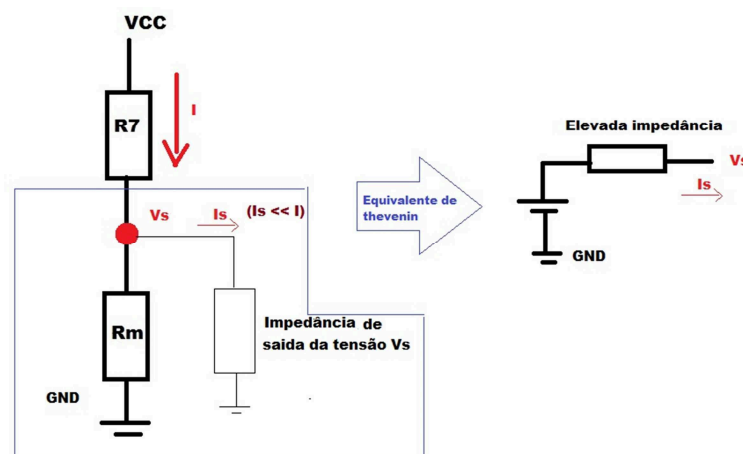 VCC
R7
I
Vs
Is
(Is << I)
Rm
Impedância de
saida da tensão Vs
GND
Equivalente de
thevenin
Elevada impedância
Vs
Is
GND